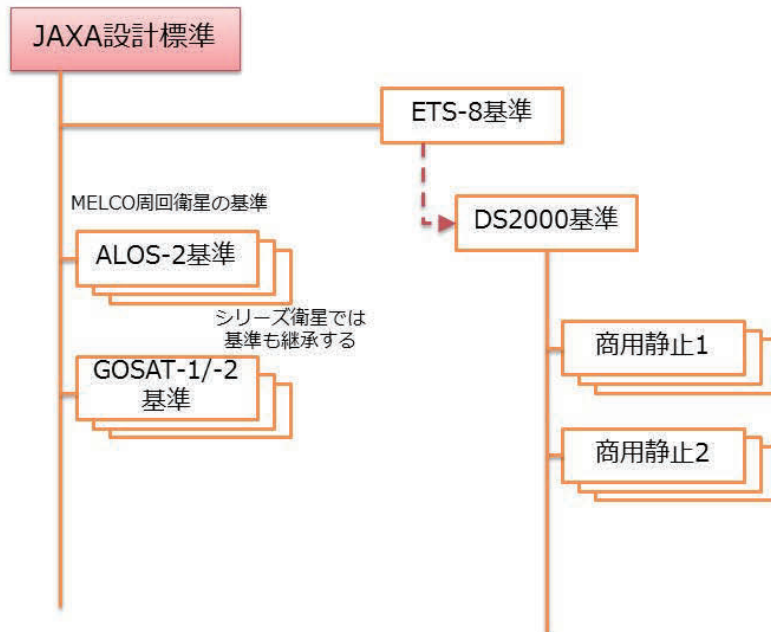 JAXA設計標準
ETS-8基準
MELCO周回衛星の基準
DS2000基準
ALOS-2基準
シリーズ衛星では
基準も継承する
商用静止1
GOSAT-1/-2
基準
商用静止2